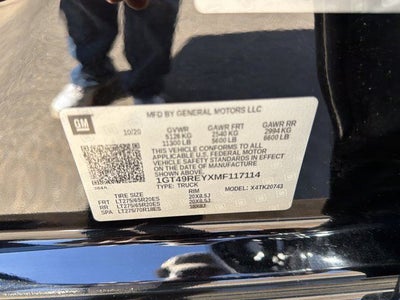 MFD BY GENERAL MOTORS LLC
GM
10/20
GVWR GAWR FRT GAWR RR
5126 KG 2540 KG 2994 KG
11300 LB 5600 LB 6600 LB
THIS VEHICLE CONFORMS TO ALL
APPLICABLE U.S. FEDERAL MOTOR
VEHICLE SAFETY STANDARDS IN EFFECT
ON THE DATE OF MANUFACTURE
SHOWN ABOVE.
1GT49REYXMF117114
TYPE: TRUCK MODEL: X4TK20743
TIRE SIZE RIM
FRT LT275/65R20ES 20X8.5J
RR LT275/65R20ES 20X8.5J
SPA LT275/70R18ES